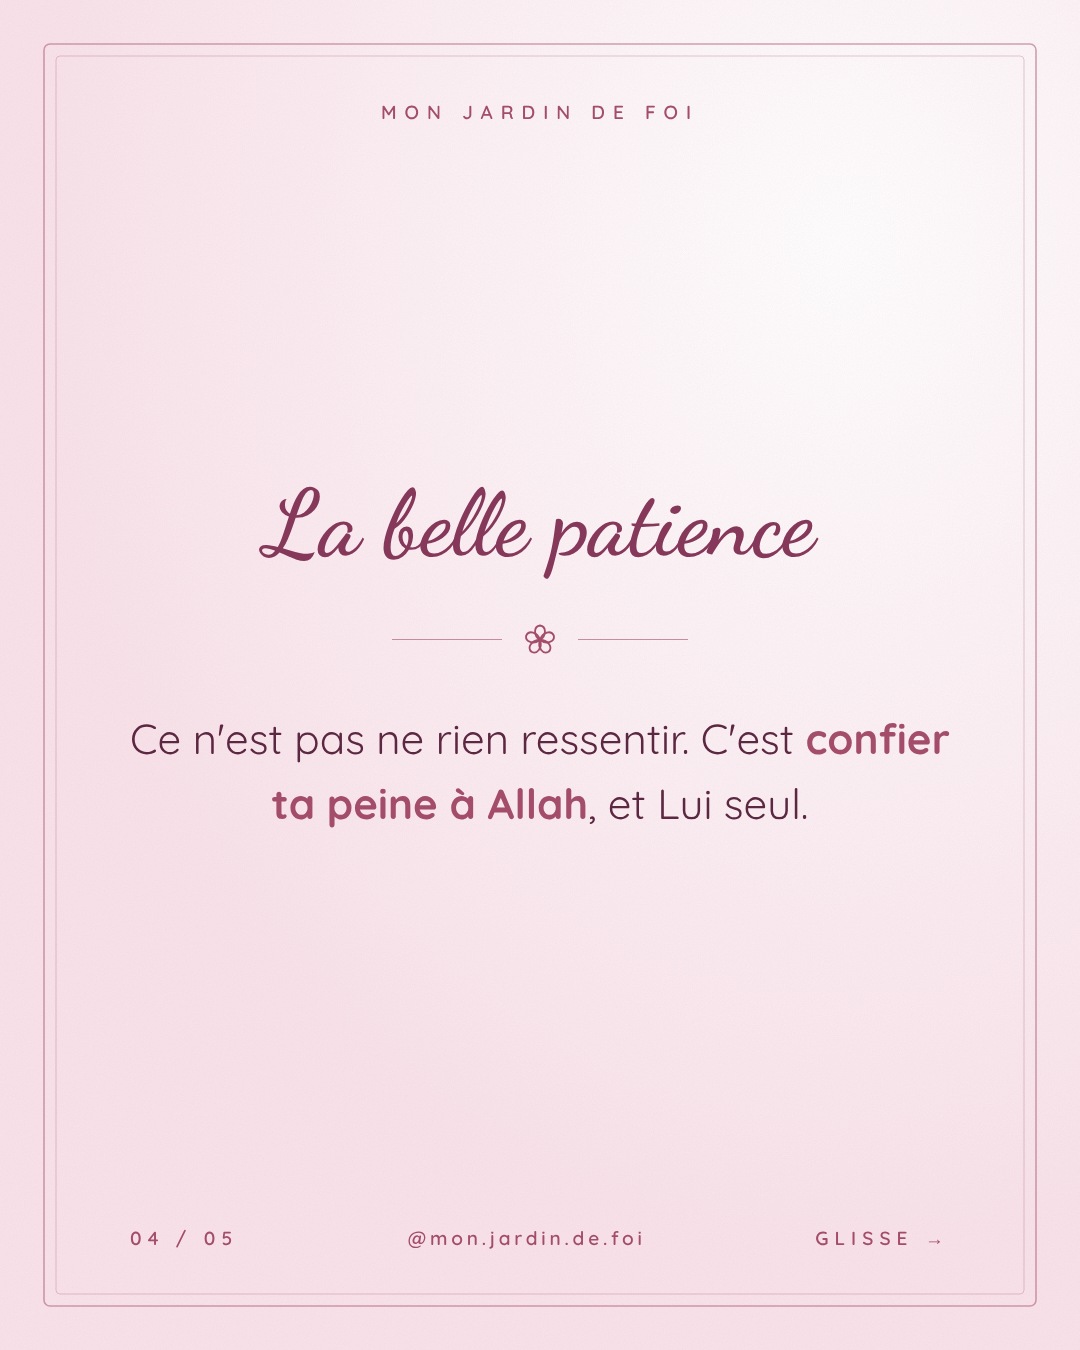 MON JARDIN DE FOI
La belle patience
Ce n'est pas ne rien ressentir. C'est confier
ta peine à Allah, et Lui seul.
04 / 05
@mon.jardin.de.foi
GLISSE →